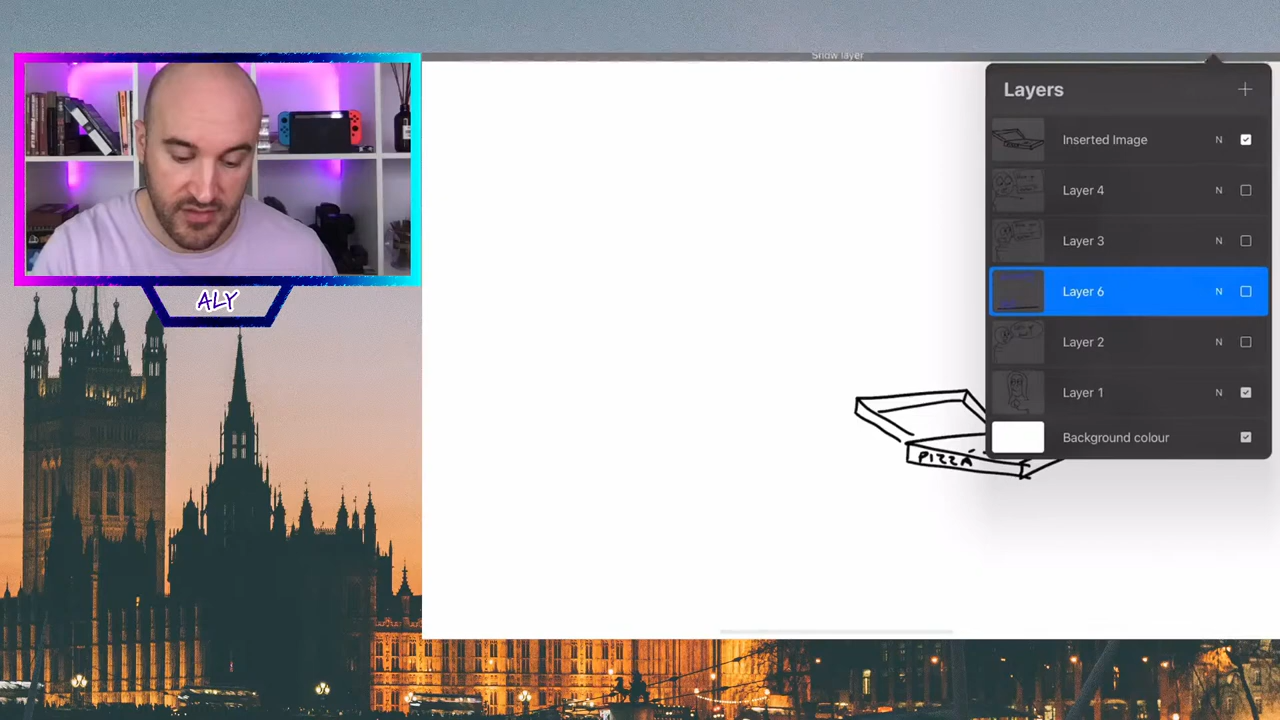 Show layer
Layers
Inserted Image N
Layer 4 N
Layer 3 N
Layer 6 N
Layer 2 N
Layer 1 N
Background colour
PIZZA
ALY